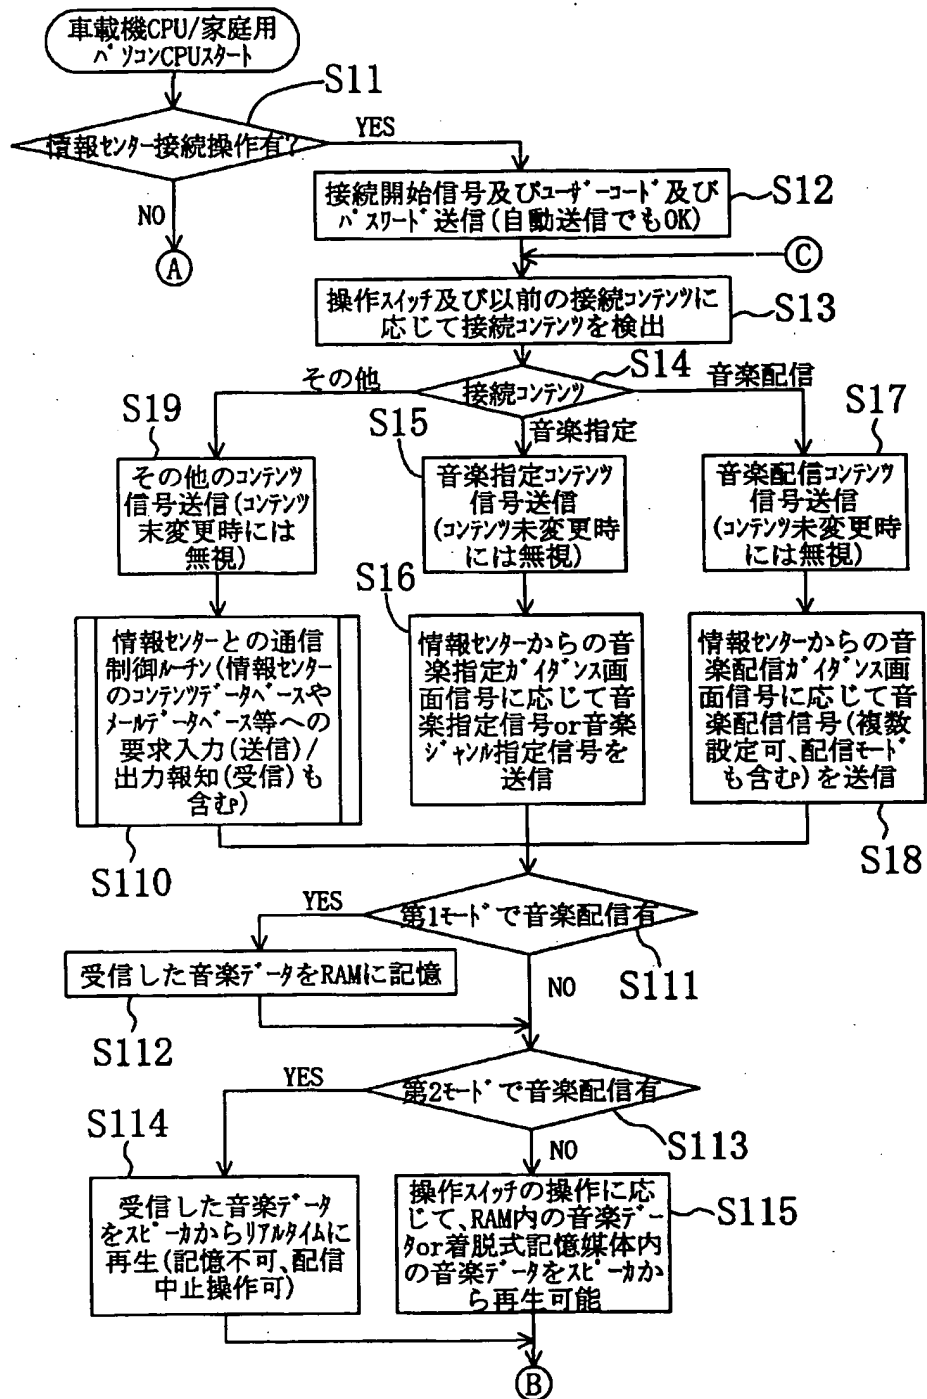 車載機CPU/家庭用
パソコンCPUスタート
S11
情報センター接続操作有?
YES
NO
A
接続開始信号及びユーザーコード及び
パスワード送信(自動送信でもOK)
S12
C
操作スイッチ及び以前の接続コンテンツに
応じて接続コンテンツを検出
S13
接続コンテンツ
S14
その他
音楽指定
音楽配信
S19
その他のコンテンツ
信号送信(コンテンツ
末変更時には
無視)
S15
音楽指定コンテンツ
信号送信
(コンテンツ未変更時
には無視)
S17
音楽配信コンテンツ
信号送信
(コンテンツ未変更時
には無視)
情報センターとの通信
制御ルーチン(情報センター
のコンテンツデータベースや
メールデータベース等への
要求入力(送信)/
出力報知(受信)も
含む)
S110
S16
情報センターからの音
楽指定ガイダンス画
面信号に応じて音
楽指定信号or音楽
ジャンル指定信号を
送信
情報センターからの音
楽配信ガイダンス画
面信号に応じて音
楽配信信号(複数
設定可、配信モード
も含む)を送信
S18
第1モードで音楽配信有
S111
YES
NO
受信した音楽データをRAMに記憶
S112
第2モードで音楽配信有
S113
YES
NO
S114
受信した音楽データ
をスピーカからリアルタイムに
再生(記憶不可、配信
中止操作可)
操作スイッチの操作に応
じて、RAM内の音楽デー
タor着脱式記憶媒体内
の音楽データをスピーカか
ら再生可能
S115
B